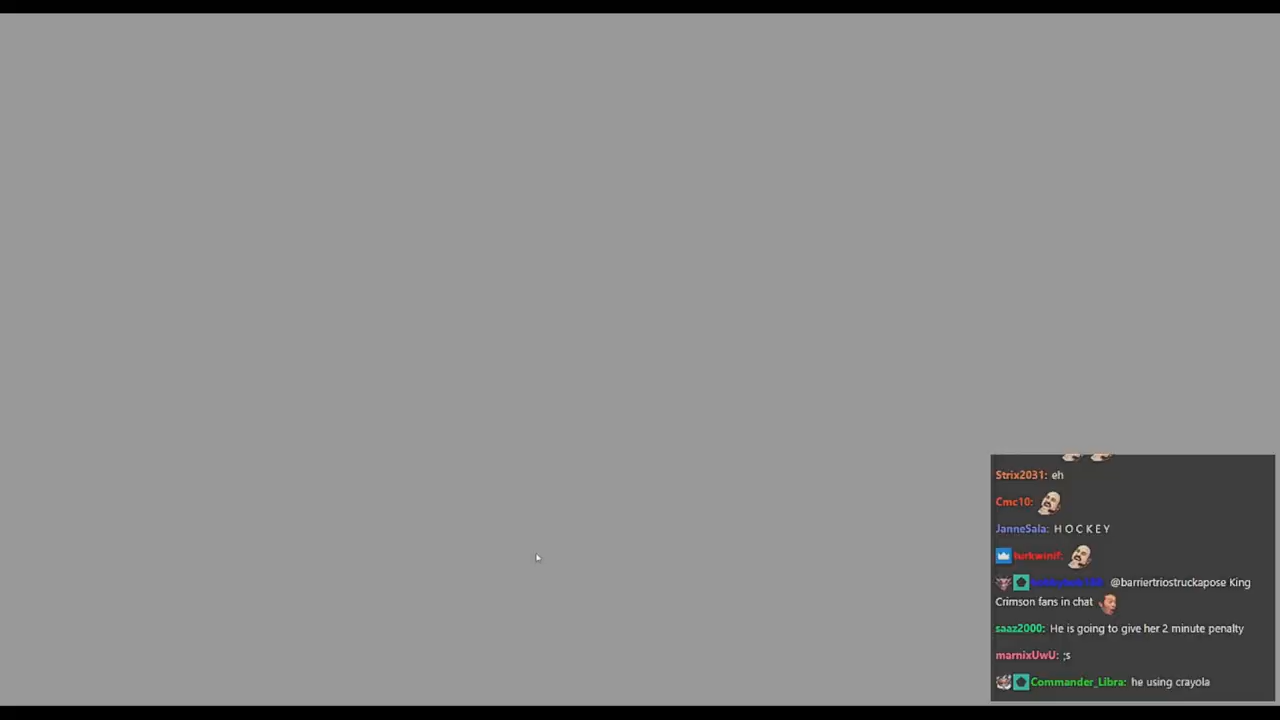 Strix2031: eh
Cmc10:
JanneSala: H O C K E Y
lurkwinif:
@barriertriostruckapose King
Crimson fans in chat
saaz2000: He is going to give her 2 minute penalty
marnixUwU: ;s
Commander_Libra: he using crayola